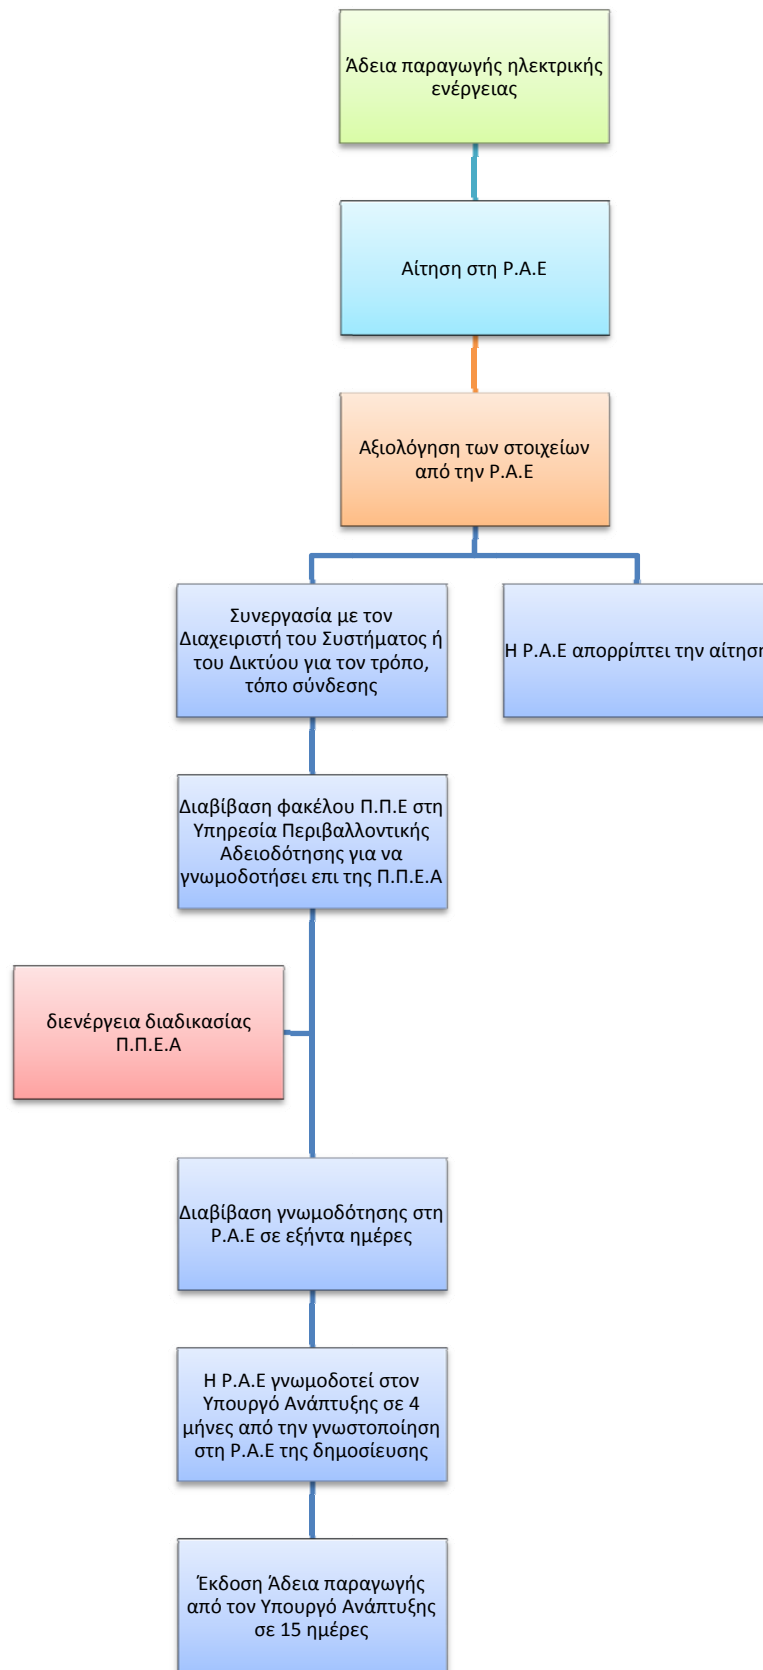 Άδεια παραγωγής ηλεκτρικής
ενέργειας
Αίτηση στη Ρ.Α.Ε
Αξιολόγηση των στοιχείων
από την Ρ.Α.Ε
Συνεργασία με τον
Διαχειριστή του Συστήματος ή
του Δικτύου για τον τρόπο,
τόπο σύνδεσης
Η Ρ.Α.Ε απορρίπτει την αίτηση
Διαβίβαση φακέλου Π.Π.Ε στη
Υπηρεσία Περιβαλλοντικής
Αδειοδότησης για να
γνωμοδοτήσει επι της Π.Π.Ε.Α
διενέργεια διαδικασίας
Π.Π.Ε.Α
Διαβίβαση γνωμοδότησης στη
Ρ.Α.Ε σε εξήντα ημέρες
Η Ρ.Α.Ε γνωμοδοτεί στον
Υπουργό Ανάπτυξης σε 4
μήνες από την γνωστοποίηση
στη Ρ.Α.Ε της δημοσίευσης
Έκδοση Άδεια παραγωγής
από τον Υπουργό Ανάπτυξης
σε 15 ημέρες